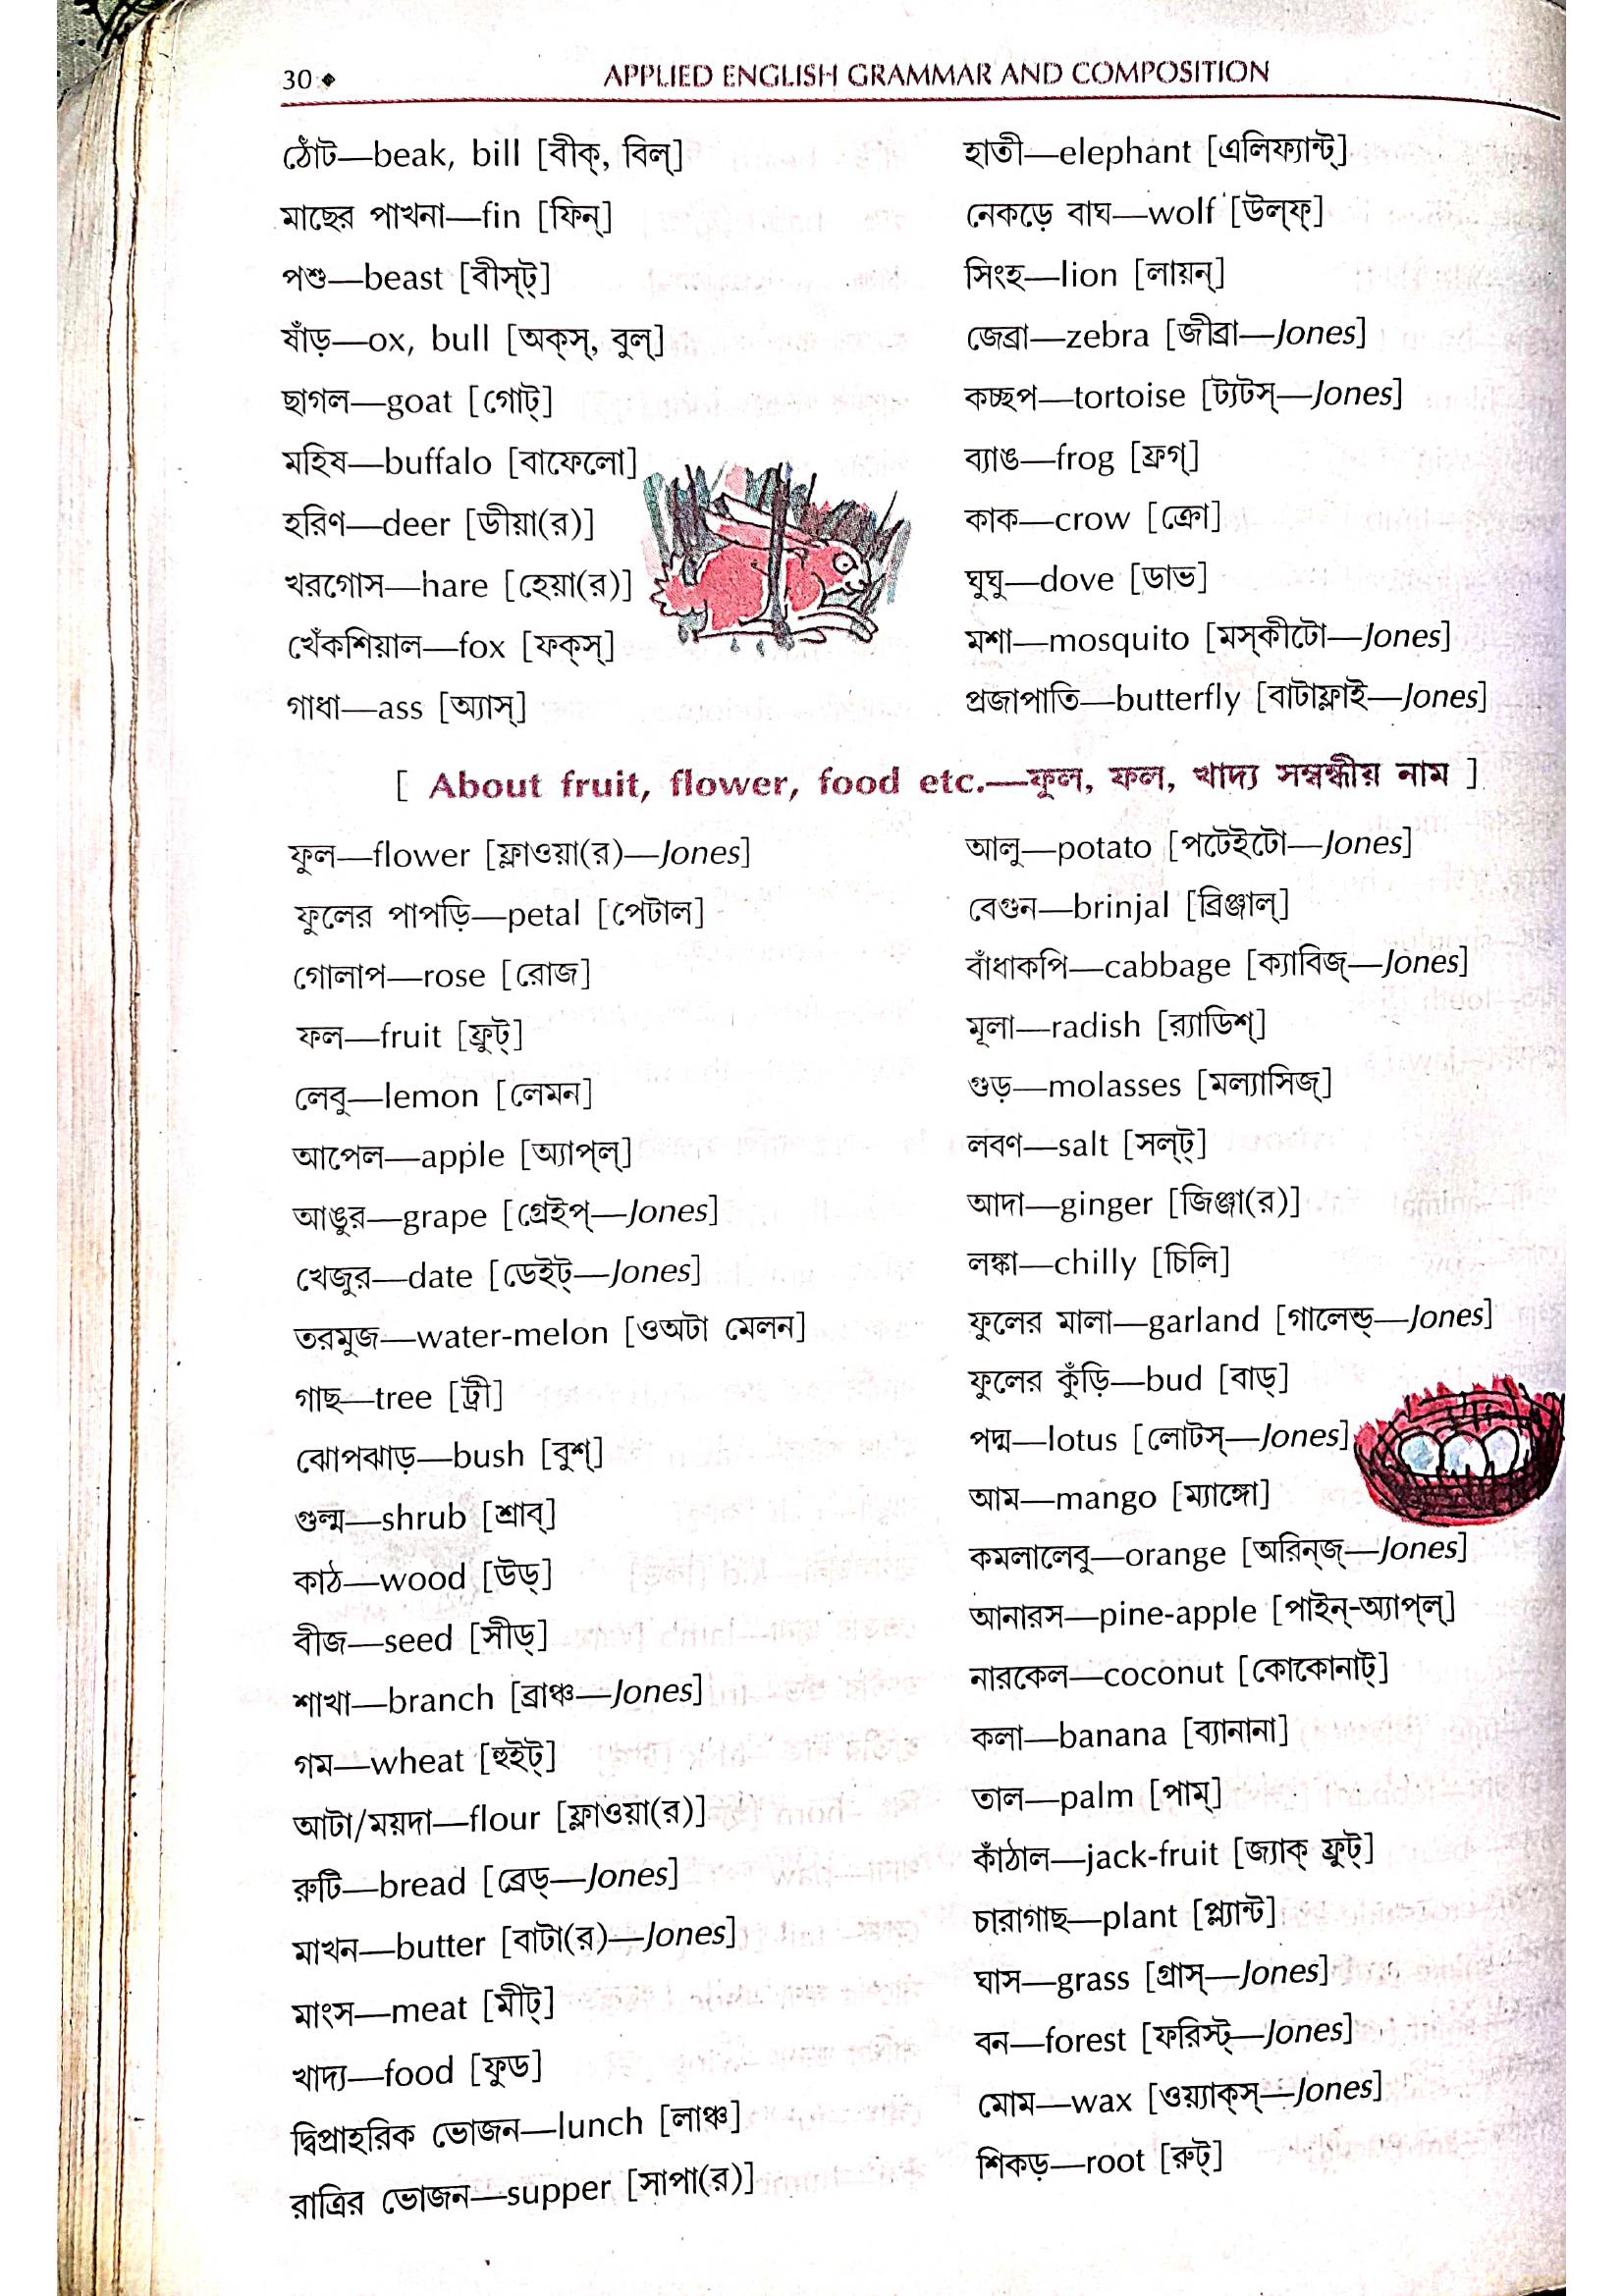 30 ◆ APPLIED ENGLISH GRAMMAR AND COMPOSITION
ঠোঁট—beak, bill [বীক্, বিল্]
মাছের পাখনা—fin [ফিন্]
পশু—beast [বীস্ট্]
ষাঁড়—ox, bull [অক্স্, বুল্]
ছাগল—goat [গোট্]
মহিষ—buffalo [বাফেলো]
হরিণ—deer [ডীয়া(র)]
খরগোস—hare [হেয়া(র)]
খেঁকশিয়াল—fox [ফক্স্]
গাধা—ass [অ্যাস্]
হাতী—elephant [এলিফ্যান্ট্]
নেকড়ে বাঘ—wolf [উল্ফ্]
সিংহ—lion [লায়ন্]
জেব্রা—zebra [জীব্রা—Jones]
কচ্ছপ—tortoise [ট্যটস্—Jones]
ব্যাঙ—frog [ফ্রগ্]
কাক—crow [ক্রো]
ঘুঘু—dove [ডাভ]
মশা—mosquito [মস্কীটো—Jones]
প্রজাপাতি—butterfly [বাটাফ্লাই—Jones]
[ About fruit, flower, food etc.—ফুল, ফল, খাদ্য সম্বন্ধীয় নাম ]
ফুল—flower [ফ্লাওয়া(র)—Jones]
ফুলের পাপড়ি—petal [পেটাল]
গোলাপ—rose [রোজ]
ফল—fruit [ফ্রুট্]
লেবু—lemon [লেমন]
আপেল—apple [অ্যাপ্ল্]
আঙুর—grape [গ্রেইপ্—Jones]
খেজুর—date [ডেইট্—Jones]
তরমুজ—water-melon [ওঅটা মেলন]
গাছ—tree [ট্রী]
ঝোপঝাড়—bush [বুশ্]
গুল্ম—shrub [শ্রাব্]
কাঠ—wood [উড্]
বীজ—seed [সীড্]
শাখা—branch [ব্রাঞ্চ—Jones]
গম—wheat [হুইট্]
আটা/ময়দা—flour [ফ্লাওয়া(র)]
রুটি—bread [ব্রেড্—Jones]
মাখন—butter [বাটা(র)—Jones]
মাংস—meat [মীট্]
খাদ্য—food [ফুড]
দ্বিপ্রাহরিক ভোজন—lunch [লাঞ্চ]
রাত্রির ভোজন—supper [সাপা(র)]
আলু—potato [পটেইটো—Jones]
বেগুন—brinjal [ব্রিঞ্জাল্]
বাঁধাকপি—cabbage [ক্যাবিজ্—Jones]
মূলা—radish [র‍্যাডিশ্]
গুড়—molasses [মল্যাসিজ্]
লবণ—salt [সল্ট্]
আদা—ginger [জিঞ্জা(র)]
লঙ্কা—chilly [চিলি]
ফুলের মালা—garland [গালেন্ড্—Jones]
ফুলের কুঁড়ি—bud [বাড্]
পদ্ম—lotus [লোটস্—Jones]
আম—mango [ম্যাঙ্গো]
কমলালেবু—orange [অরিন্জ্—Jones]
আনারস—pine-apple [পাইন্-অ্যাপ্ল্]
নারকেল—coconut [কোকোনাট্]
কলা—banana [ব্যানানা]
তাল—palm [পাম্]
কাঁঠাল—jack-fruit [জ্যাক্ ফ্রুট্]
চারাগাছ—plant [প্ল্যান্ট]
ঘাস—grass [গ্রাস্—Jones]
বন—forest [ফরিস্ট্—Jones]
মোম—wax [ওয়্যাক্স্—Jones]
শিকড়—root [রুট্]